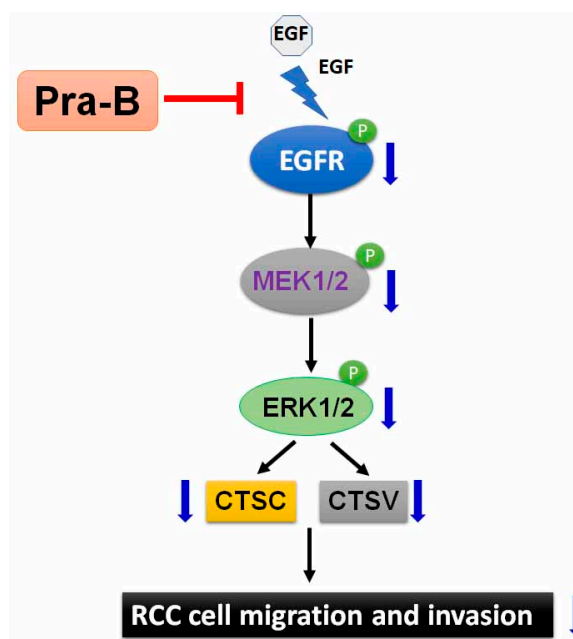 EGF
EGF
Pra-B
P
EGFR
P
MEK1/2
P
ERK1/2
CTSC
CTSV
RCC cell migration and invasion